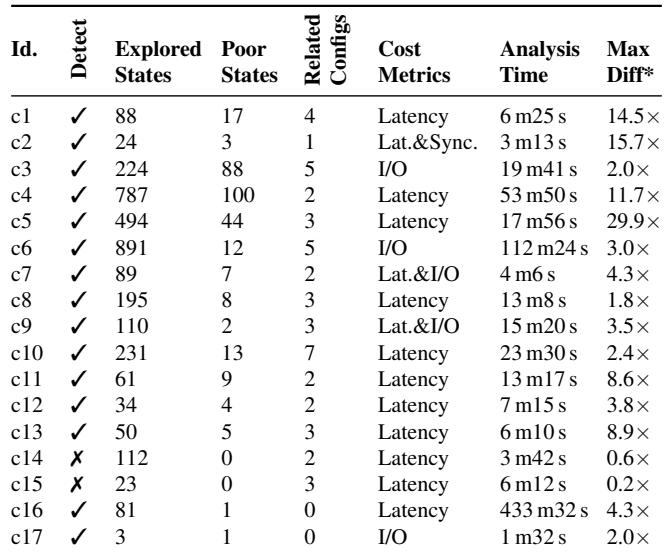 Id. Detect Explored States Poor States Related Configs Cost Metrics Analysis Time Max Diff*
c1 ✓ 88 17 4 Latency 6 m25 s 14.5×
c2 ✓ 24 3 1 Lat.&Sync. 3 m13 s 15.7×
c3 ✓ 224 88 5 I/O 19 m41 s 2.0×
c4 ✓ 787 100 2 Latency 53 m50 s 11.7×
c5 ✓ 494 44 3 Latency 17 m56 s 29.9×
c6 ✓ 891 12 5 I/O 112 m24 s 3.0×
c7 ✓ 89 7 2 Lat.&I/O 4 m6 s 4.3×
c8 ✓ 195 8 3 Latency 13 m8 s 1.8×
c9 ✓ 110 2 3 Lat.&I/O 15 m20 s 3.5×
c10 ✓ 231 13 7 Latency 23 m30 s 2.4×
c11 ✓ 61 9 2 Latency 13 m17 s 8.6×
c12 ✓ 34 4 2 Latency 7 m15 s 3.8×
c13 ✓ 50 5 3 Latency 6 m10 s 8.9×
c14 ✗ 112 0 2 Latency 3 m42 s 0.6×
c15 ✗ 23 0 3 Latency 6 m12 s 0.2×
c16 ✓ 81 1 0 Latency 433 m32 s 4.3×
c17 ✓ 3 1 0 I/O 1 m32 s 2.0×